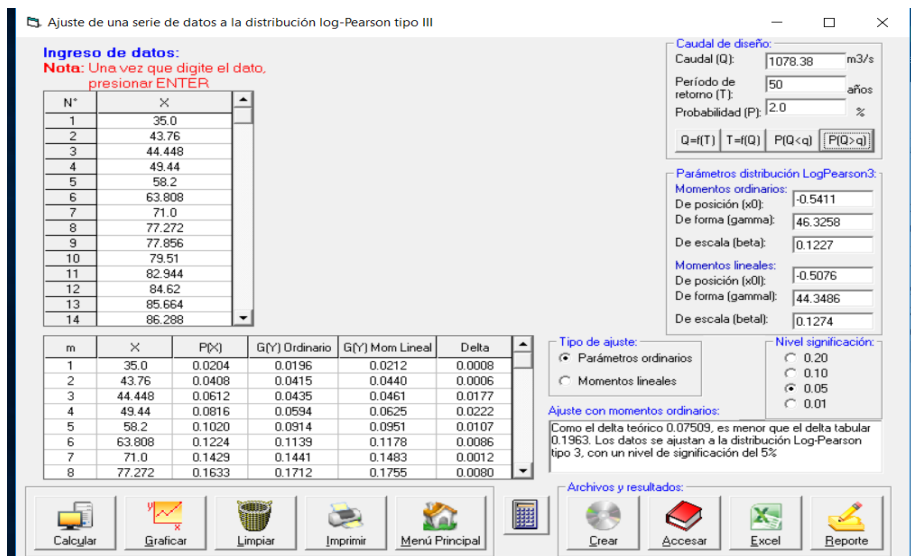 Ajuste de una serie de datos a la distribución log-Pearson tipo III
Ingreso de datos:
Nota: Una vez que digite el dato,
presionar ENTER
N° X
1 35.0
2 43.76
3 44.448
4 49.44
5 58.2
6 63.808
7 71.0
8 77.272
9 77.856
10 79.51
11 82.944
12 84.62
13 85.664
14 86.288
Caudal de diseño:
Caudal (Q): 1078.38 m3/s
Período de
retorno (T): 50 años
Probabilidad (P): 2.0 %
Q=f(T) T=f(Q) P(Q<q) P(Q>q)
Parámetros distribución LogPearson3:
Momentos ordinarios:
De posición (x0): -0.5411
De forma (gamma): 46.3258
De escala (beta): 0.1227
Momentos lineales:
De posición (x0l): -0.5076
De forma (gammal): 44.3486
De escala (betal): 0.1274
m X P(X) G(Y) Ordinario G(Y) Mom Lineal Delta
1 35.0 0.0204 0.0196 0.0212 0.0008
2 43.76 0.0408 0.0415 0.0440 0.0006
3 44.448 0.0612 0.0435 0.0461 0.0177
4 49.44 0.0816 0.0594 0.0625 0.0222
5 58.2 0.1020 0.0914 0.0951 0.0107
6 63.808 0.1224 0.1139 0.1178 0.0086
7 71.0 0.1429 0.1441 0.1483 0.0012
8 77.272 0.1633 0.1712 0.1755 0.0080
Tipo de ajuste:
Parámetros ordinarios
Momentos lineales
Nivel significación:
0.20
0.10
0.05
0.01
Ajuste con momentos ordinarios:
Como el delta teórico 0.07509, es menor que el delta tabular
0.1963. Los datos se ajustan a la distribución Log-Pearson
tipo 3, con un nivel de significación del 5%
Calcular Graficar Limpiar Imprimir Menú Principal
Archivos y resultados:
Crear Accesar Excel Reporte